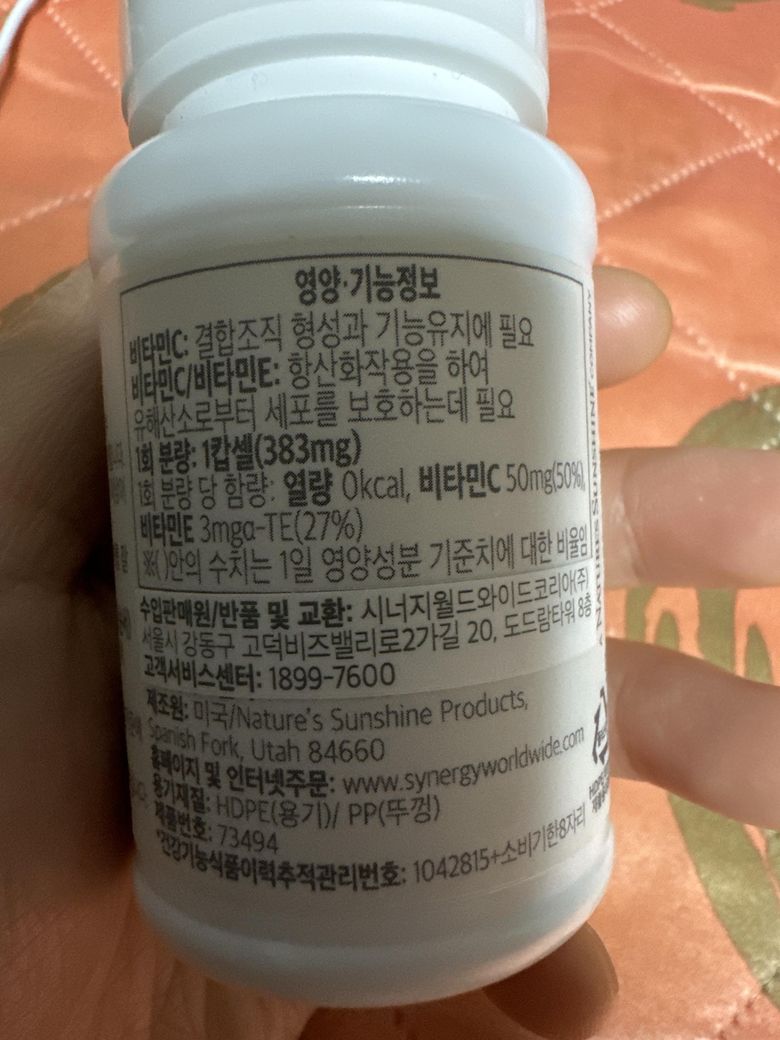 영양·기능정보
비타민C: 결합조직 형성과 기능유지에 필요
비타민C/비타민E: 항산화작용을 하여
유해산소로부터 세포를 보호하는데 필요
1회 분량: 1캅셀(383mg)
1회 분량 당 함량: 열량 0kcal, 비타민C 50mg(50%),
비타민E 3mgα-TE(27%)
※( )안의 수치는 1일 영양성분 기준치에 대한 비율임
수입판매원/반품 및 교환: 시너지월드와이드코리아(주)
서울시 강동구 고덕비즈밸리로2가길 20, 도드람타워 8층
고객서비스센터: 1899-7600
제조원: 미국/Nature's Sunshine Products,
Spanish Fork, Utah 84660
홈페이지 및 인터넷주문: www.synergyworldwide.com
용기재질: HDPE(용기)/ PP(뚜껑)
제품번호: 73494
*건강기능식품이력추적관리번호: 1042815+소비기한8자리
NATURES SUNSHINE
HDPE